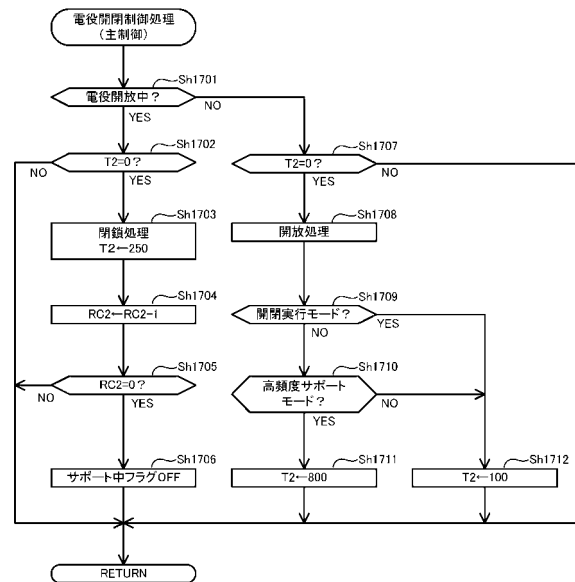 電役開閉制御処理
(主制御)
Sh1701
電役開放中?
NO
YES
Sh1702
T2=0?
NO
YES
Sh1707
T2=0?
NO
YES
Sh1703
閉鎖処理
T2←250
Sh1708
開放処理
Sh1704
RC2←RC2-1
Sh1709
開閉実行モード?
YES
NO
Sh1705
RC2=0?
NO
YES
Sh1710
高頻度サポート
モード?
NO
YES
Sh1706
サポート中フラグOFF
Sh1711
T2←800
Sh1712
T2←100
RETURN